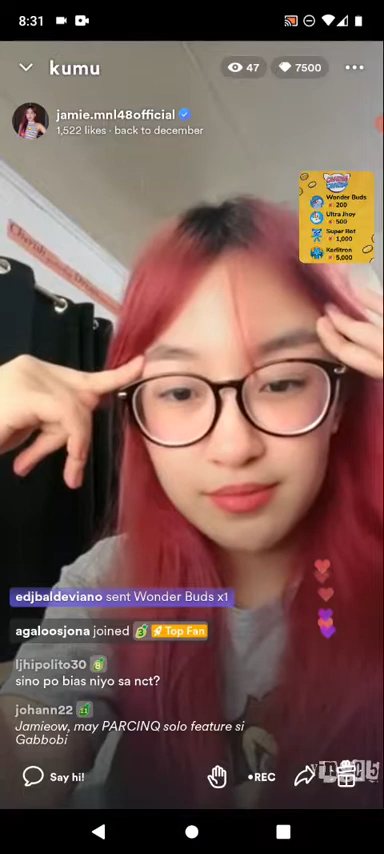 8:31
kumu
47
7500
jamie.mnl48official
1,522 likes · back to december
Wonder Buds
200
Ultra Jhoy
500
Super Bot
1,000
Karlitron
5,000
edjbaldeviano sent Wonder Buds x1
agaloosjona joined Top Fan
ljhipolito30
sino po bias niyo sa nct?
johann22
Jamieow, may PARCINQ solo feature si
Gabbobi
Say hi!
•REC